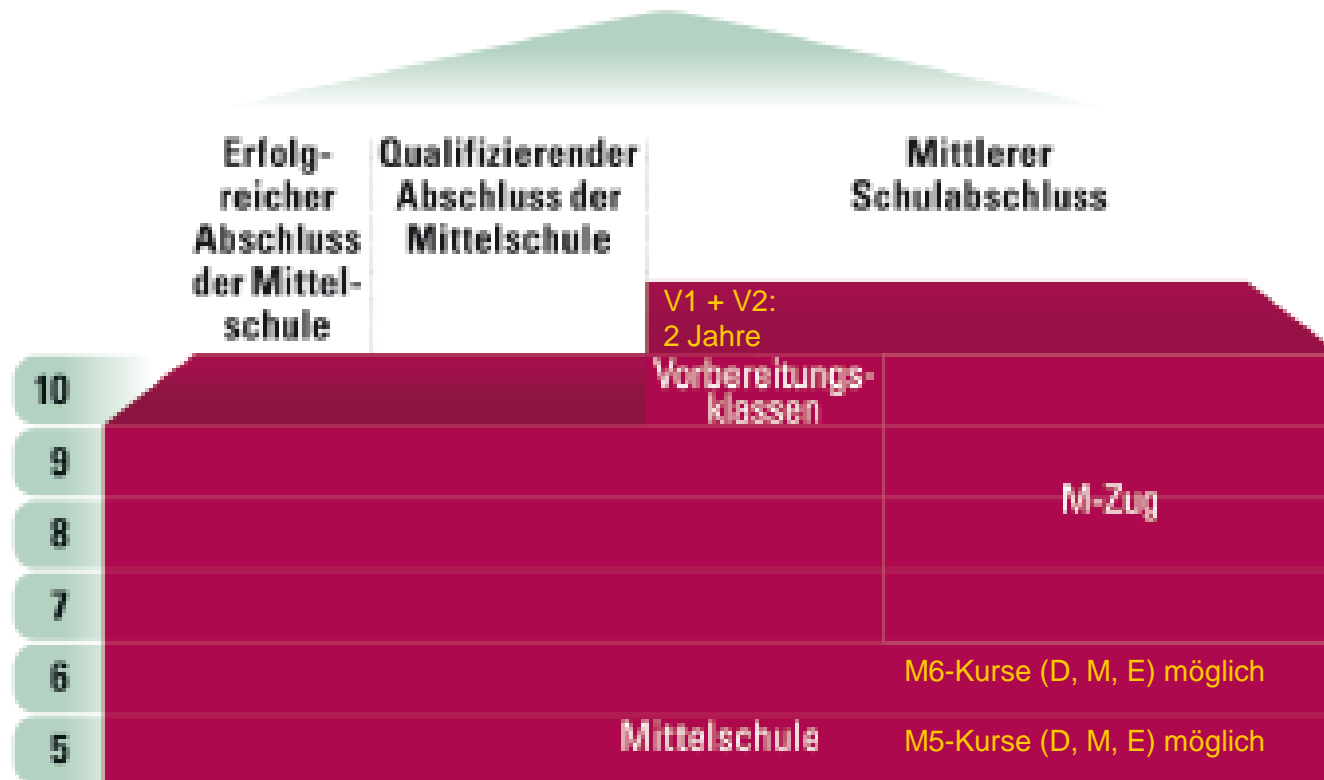 Erfolg-
reicher
Abschluss
der Mittel-
schule
Qualifizierender
Abschluss der
Mittelschule
Mittlerer
Schulabschluss
V1 + V2:
2 Jahre
10
Vorbereitungs-
klassen
9
M-Zug
8
7
6
M6-Kurse (D, M, E) möglich
5
Mittelschule
M5-Kurse (D, M, E) möglich